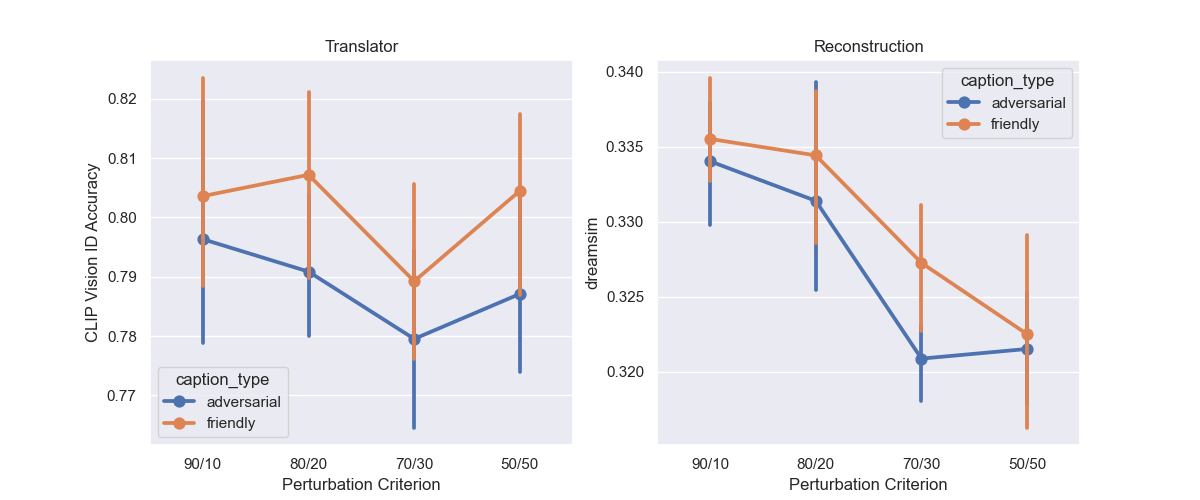 Translator
CLIP Vision ID Accuracy
0.82
0.81
0.80
0.79
0.78
0.77
caption_type
adversarial
friendly
90/10
80/20
70/30
50/50
Perturbation Criterion
Reconstruction
dreamsim
0.340
0.335
0.330
0.325
0.320
caption_type
adversarial
friendly
90/10
80/20
70/30
50/50
Perturbation Criterion